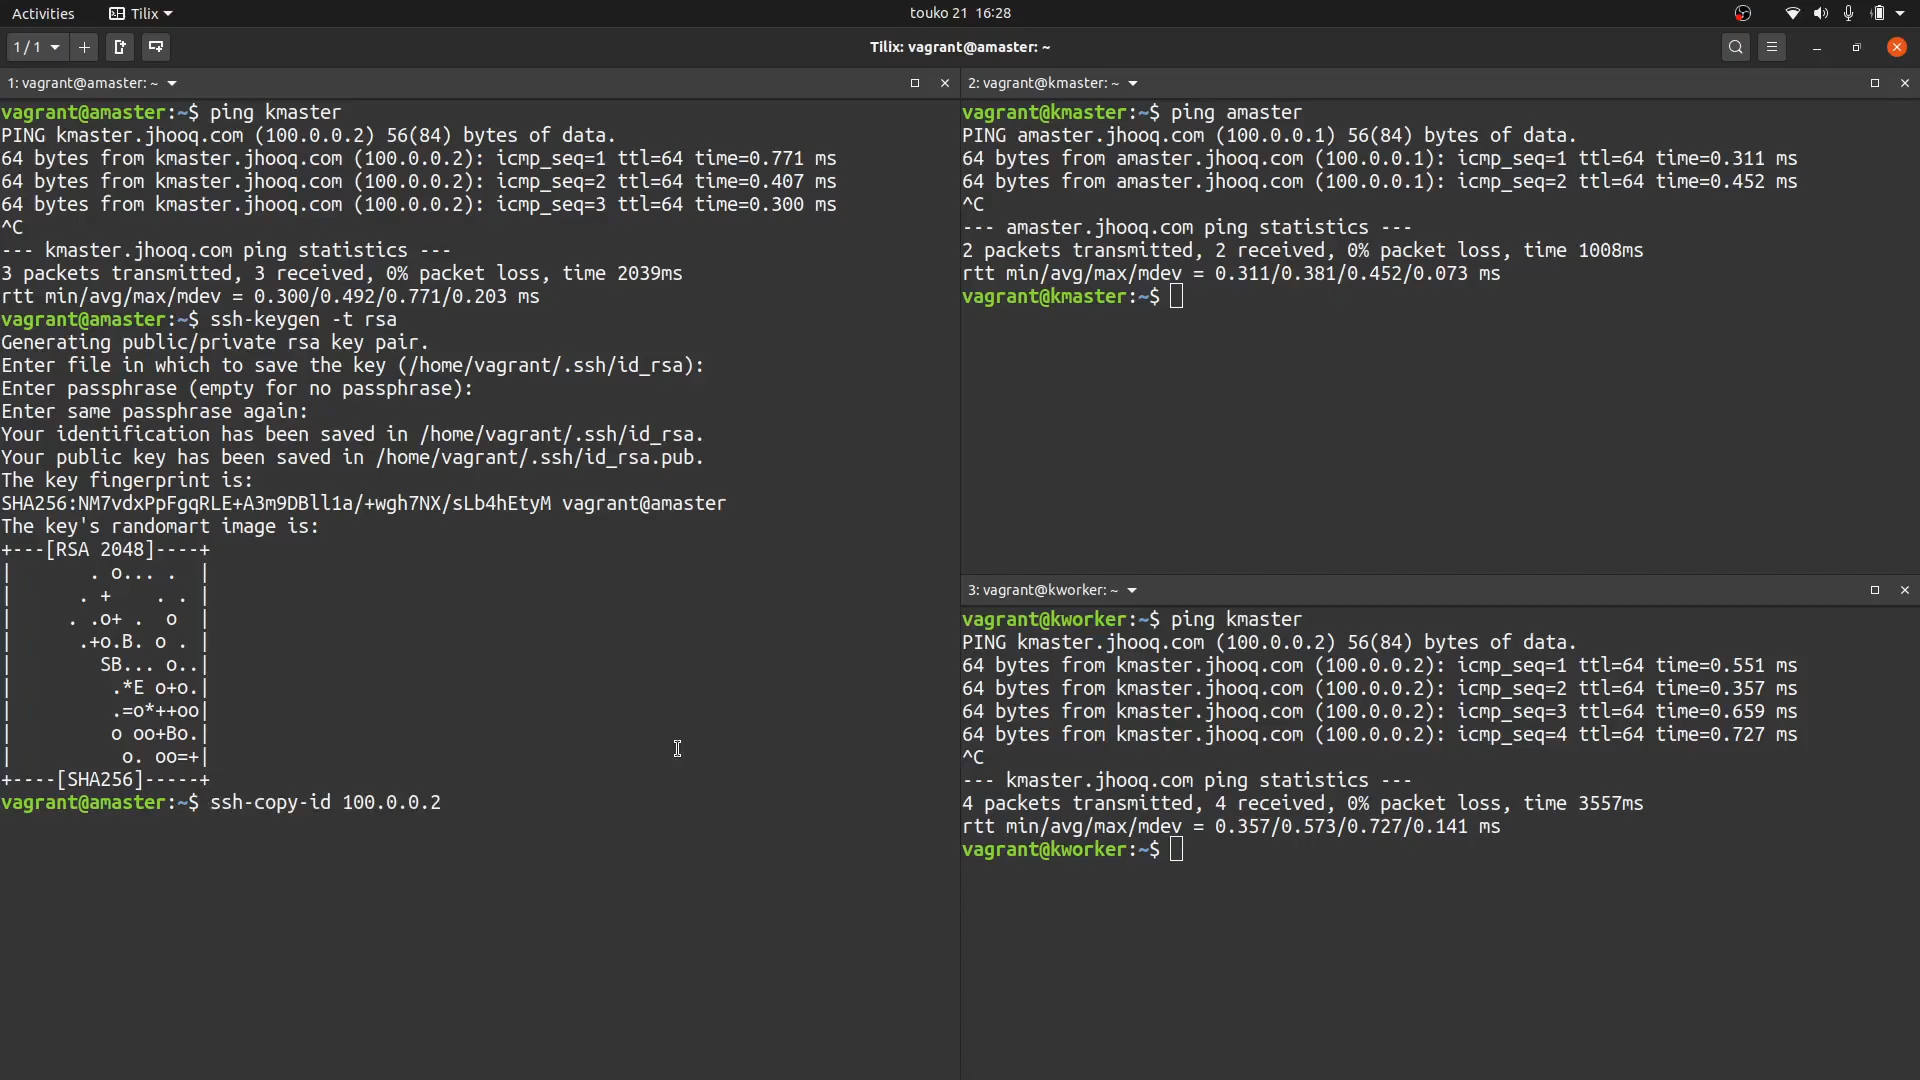 Activities
Tilix
touko 21 16:28
1 / 1
Tilix: vagrant@amaster: ~
1: vagrant@amaster: ~
vagrant@amaster:~$ ping kmaster
PING kmaster.jhooq.com (100.0.0.2) 56(84) bytes of data.
64 bytes from kmaster.jhooq.com (100.0.0.2): icmp_seq=1 ttl=64 time=0.771 ms
64 bytes from kmaster.jhooq.com (100.0.0.2): icmp_seq=2 ttl=64 time=0.407 ms
64 bytes from kmaster.jhooq.com (100.0.0.2): icmp_seq=3 ttl=64 time=0.300 ms
^C
--- kmaster.jhooq.com ping statistics ---
3 packets transmitted, 3 received, 0% packet loss, time 2039ms
rtt min/avg/max/mdev = 0.300/0.492/0.771/0.203 ms
vagrant@amaster:~$ ssh-keygen -t rsa
Generating public/private rsa key pair.
Enter file in which to save the key (/home/vagrant/.ssh/id_rsa):
Enter passphrase (empty for no passphrase):
Enter same passphrase again:
Your identification has been saved in /home/vagrant/.ssh/id_rsa.
Your public key has been saved in /home/vagrant/.ssh/id_rsa.pub.
The key fingerprint is:
SHA256:NM7vdxPpFgqRLE+A3m9DBll1a/+wgh7NX/sLb4hEtyM vagrant@amaster
The key's randomart image is:
+---[RSA 2048]----+
|       . o... .  |
|      . +    . . |
|     . .o+ .  o  |
|      .+o.B. o . |
|        SB... o..|
|         .*E o+o.|
|         .=o*++oo|
|         o oo+Bo.|
|          o. oo=+|
+----[SHA256]-----+
vagrant@amaster:~$ ssh-copy-id 100.0.0.2
2: vagrant@kmaster: ~
vagrant@kmaster:~$ ping amaster
PING amaster.jhooq.com (100.0.0.1) 56(84) bytes of data.
64 bytes from amaster.jhooq.com (100.0.0.1): icmp_seq=1 ttl=64 time=0.311 ms
64 bytes from amaster.jhooq.com (100.0.0.1): icmp_seq=2 ttl=64 time=0.452 ms
^C
--- amaster.jhooq.com ping statistics ---
2 packets transmitted, 2 received, 0% packet loss, time 1008ms
rtt min/avg/max/mdev = 0.311/0.381/0.452/0.073 ms
vagrant@kmaster:~$
3: vagrant@kworker: ~
vagrant@kworker:~$ ping kmaster
PING kmaster.jhooq.com (100.0.0.2) 56(84) bytes of data.
64 bytes from kmaster.jhooq.com (100.0.0.2): icmp_seq=1 ttl=64 time=0.551 ms
64 bytes from kmaster.jhooq.com (100.0.0.2): icmp_seq=2 ttl=64 time=0.357 ms
64 bytes from kmaster.jhooq.com (100.0.0.2): icmp_seq=3 ttl=64 time=0.659 ms
64 bytes from kmaster.jhooq.com (100.0.0.2): icmp_seq=4 ttl=64 time=0.727 ms
^C
--- kmaster.jhooq.com ping statistics ---
4 packets transmitted, 4 received, 0% packet loss, time 3557ms
rtt min/avg/max/mdev = 0.357/0.573/0.727/0.141 ms
vagrant@kworker:~$